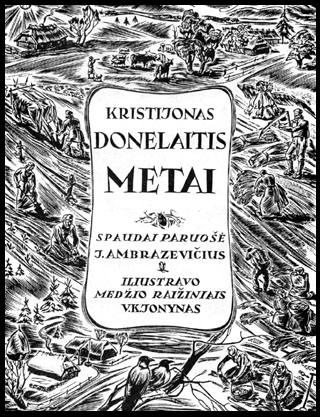 KRISTIJONAS
DONELAITIS
METAI
SPAUDAI PARUOŠĖ
J. AMBRAZEVIČIUS
ILIUSTRAVO
MEDŽIO RAIŽINIAIS
V.K.JONYNAS